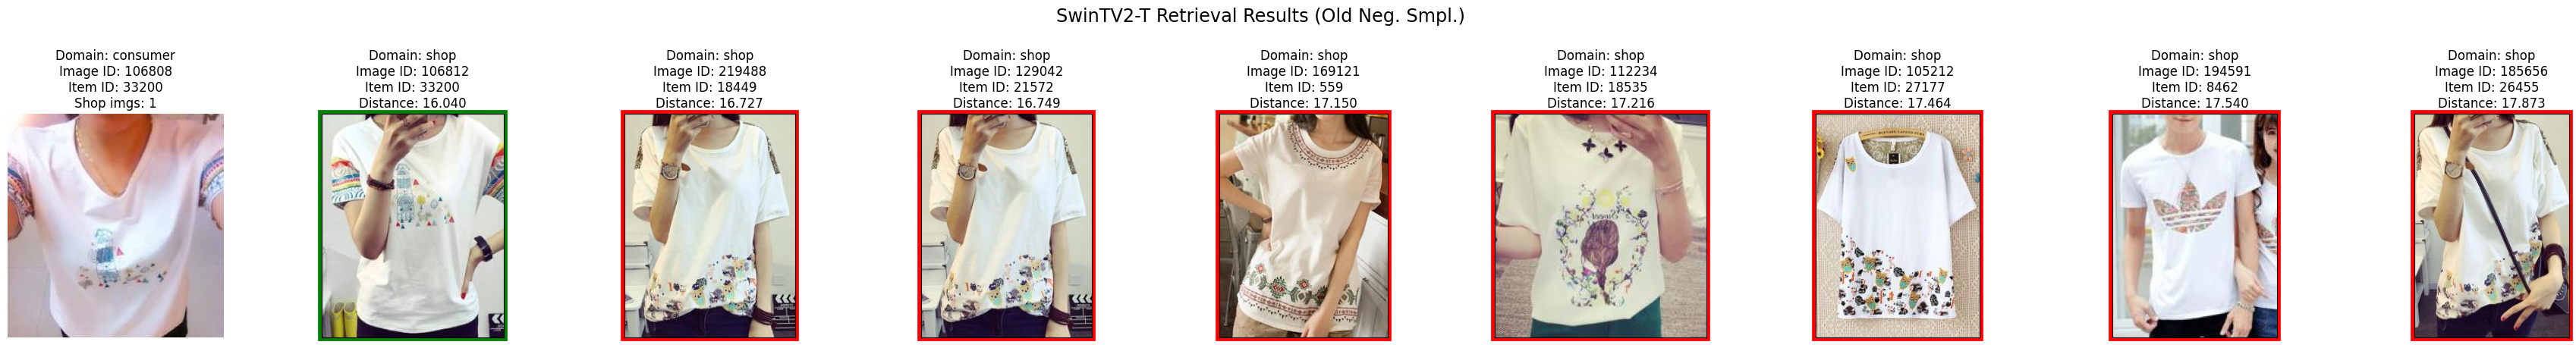 SwinTV2-T Retrieval Results (Old Neg. Smpl.)
Domain: consumer
Image ID: 106808
Item ID: 33200
Shop imgs: 1
Domain: shop
Image ID: 106812
Item ID: 33200
Distance: 16.040
Domain: shop
Image ID: 219488
Item ID: 18449
Distance: 16.727
Domain: shop
Image ID: 129042
Item ID: 21572
Distance: 16.749
Domain: shop
Image ID: 169121
Item ID: 559
Distance: 17.150
Domain: shop
Image ID: 112234
Item ID: 18535
Distance: 17.216
Domain: shop
Image ID: 105212
Item ID: 27177
Distance: 17.464
Domain: shop
Image ID: 194591
Item ID: 8462
Distance: 17.540
Domain: shop
Image ID: 185656
Item ID: 26455
Distance: 17.873